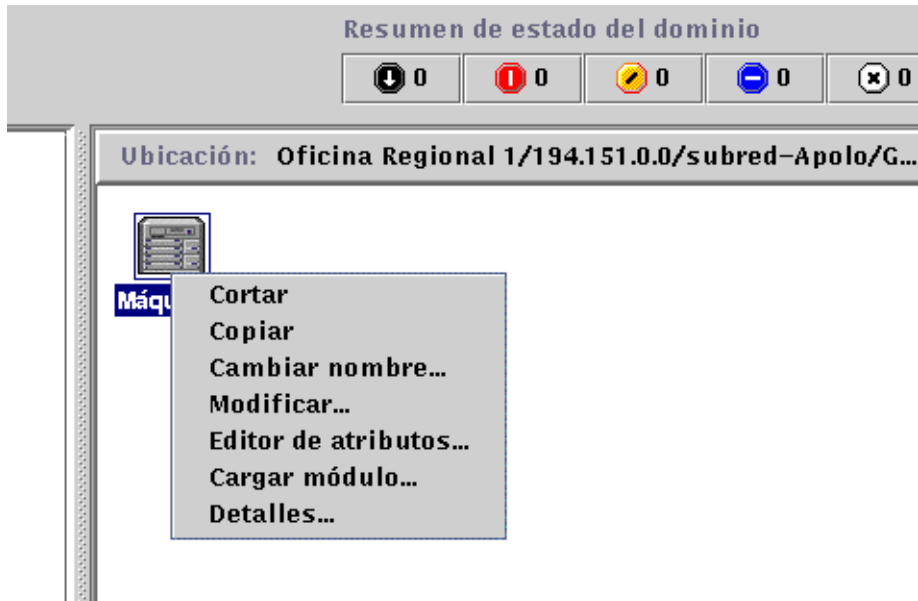 Resumen de estado del dominio
0 0 0 0 0
Ubicación: Oficina Regional 1/194.151.0.0/subred-Apolo/G...
Cortar
Copiar
Cambiar nombre...
Modificar...
Editor de atributos...
Cargar módulo...
Detalles...